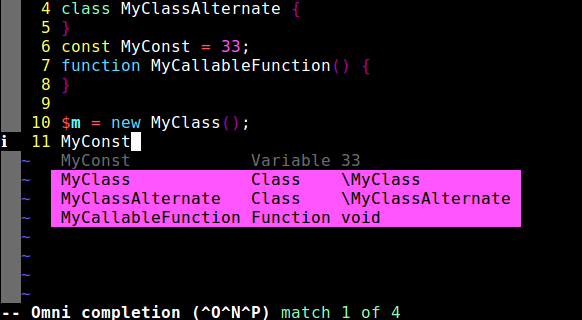 4 class MyClassAlternate {
5 }
6 const MyConst = 33;
7 function MyCallableFunction() {
8 }
9
10 $m = new MyClass();
i 11 MyConst
~ MyConst Variable 33
~ MyClass Class \MyClass
~ MyClassAlternate Class \MyClassAlternate
~ MyCallableFunction Function void
~
~
~
~
-- Omni completion (^O^N^P) match 1 of 4